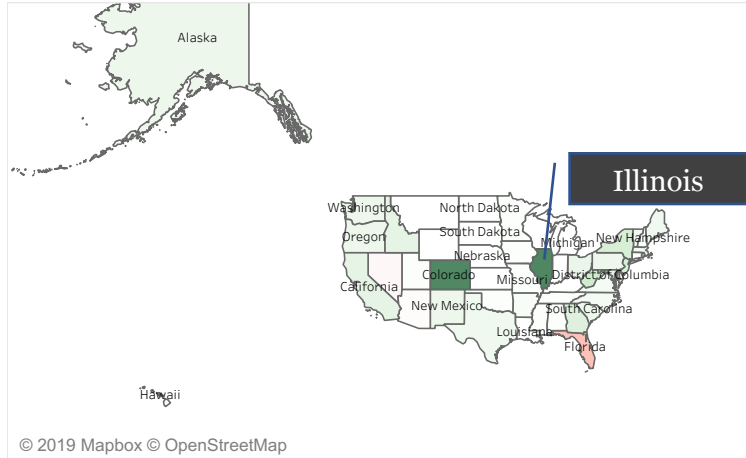 Alaska
Illinois
Washington
North Dakota
Oregon
South Dakota
Michigan
New Hampshire
Nebraska
Colorado
Missouri
District of Columbia
California
New Mexico
South Carolina
Louisiana
Florida
Hawaii
© 2019 Mapbox © OpenStreetMap